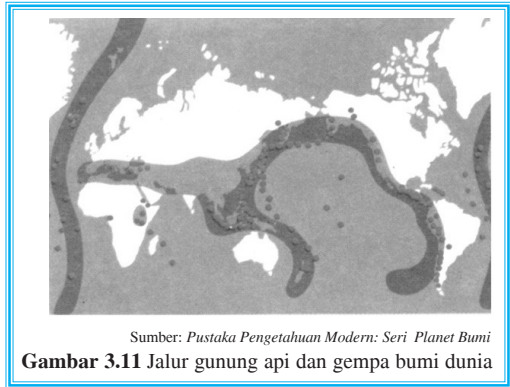 Sumber: Pustaka Pengetahuan Modern: Seri Planet Bumi
Gambar 3.11 Jalur gunung api dan gempa bumi dunia